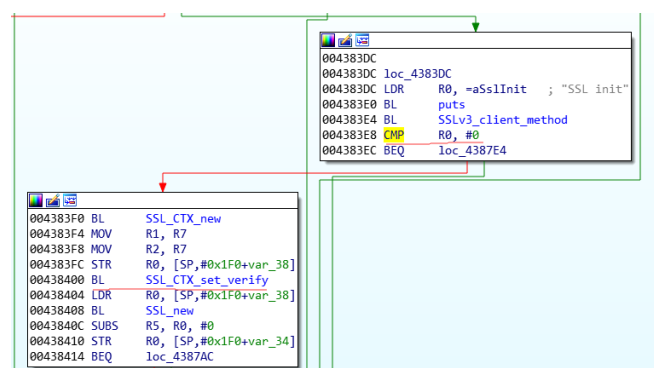 004383DC
004383DC loc_4383DC
004383DC LDR R0, =aSslInit ; "SSL init"
004383E0 BL puts
004383E4 BL SSLv3_client_method
004383E8 CMP R0, #0
004383EC BEQ loc_4387E4
004383F0 BL SSL_CTX_new
004383F4 MOV R1, R7
004383F8 MOV R2, R7
004383FC STR R0, [SP,#0x1F0+var_38]
00438400 BL SSL_CTX_set_verify
00438404 LDR R0, [SP,#0x1F0+var_38]
00438408 BL SSL_new
0043840C SUBS R5, R0, #0
00438410 STR R0, [SP,#0x1F0+var_34]
00438414 BEQ loc_4387AC